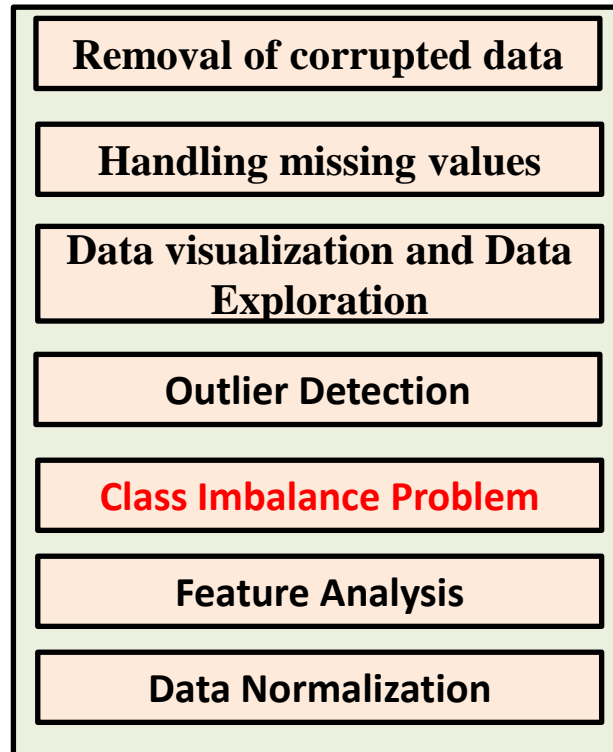 Removal of corrupted data
Handling missing values
Data visualization and Data
Exploration
Outlier Detection
Class Imbalance Problem
Feature Analysis
Data Normalization